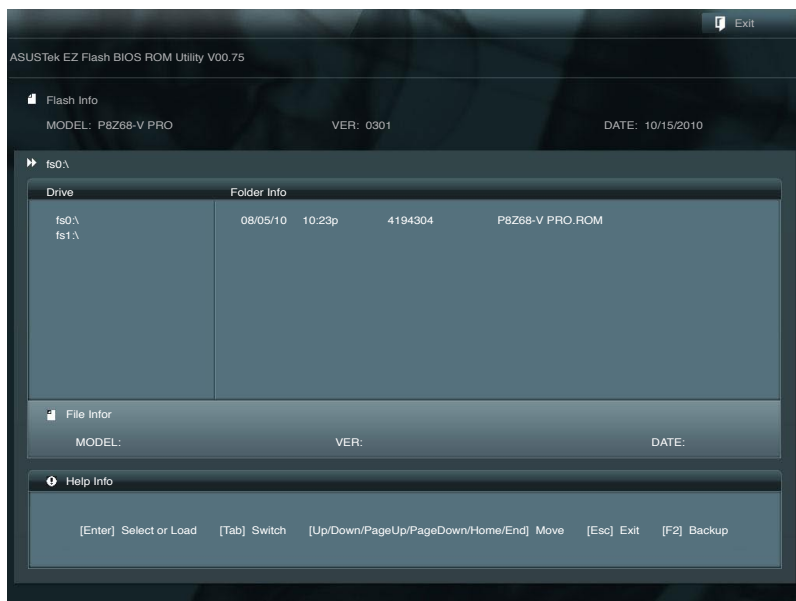 Exit
ASUSTek EZ Flash BIOS ROM Utility V00.75
Flash Info
MODEL: P8Z68-V PRO VER: 0301 DATE: 10/15/2010
fs0:\
Drive Folder Info
fs0:\ 08/05/10 10:23p 4194304 P8Z68-V PRO.ROM
fs1:\
File Infor
MODEL: VER: DATE:
Help Info
[Enter] Select or Load [Tab] Switch [Up/Down/PageUp/PageDown/Home/End] Move [Esc] Exit [F2] Backup